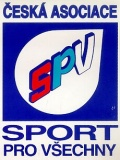 ČESKÁ ASOCIACE
SPV
SPORT
PRO VŠECHNY